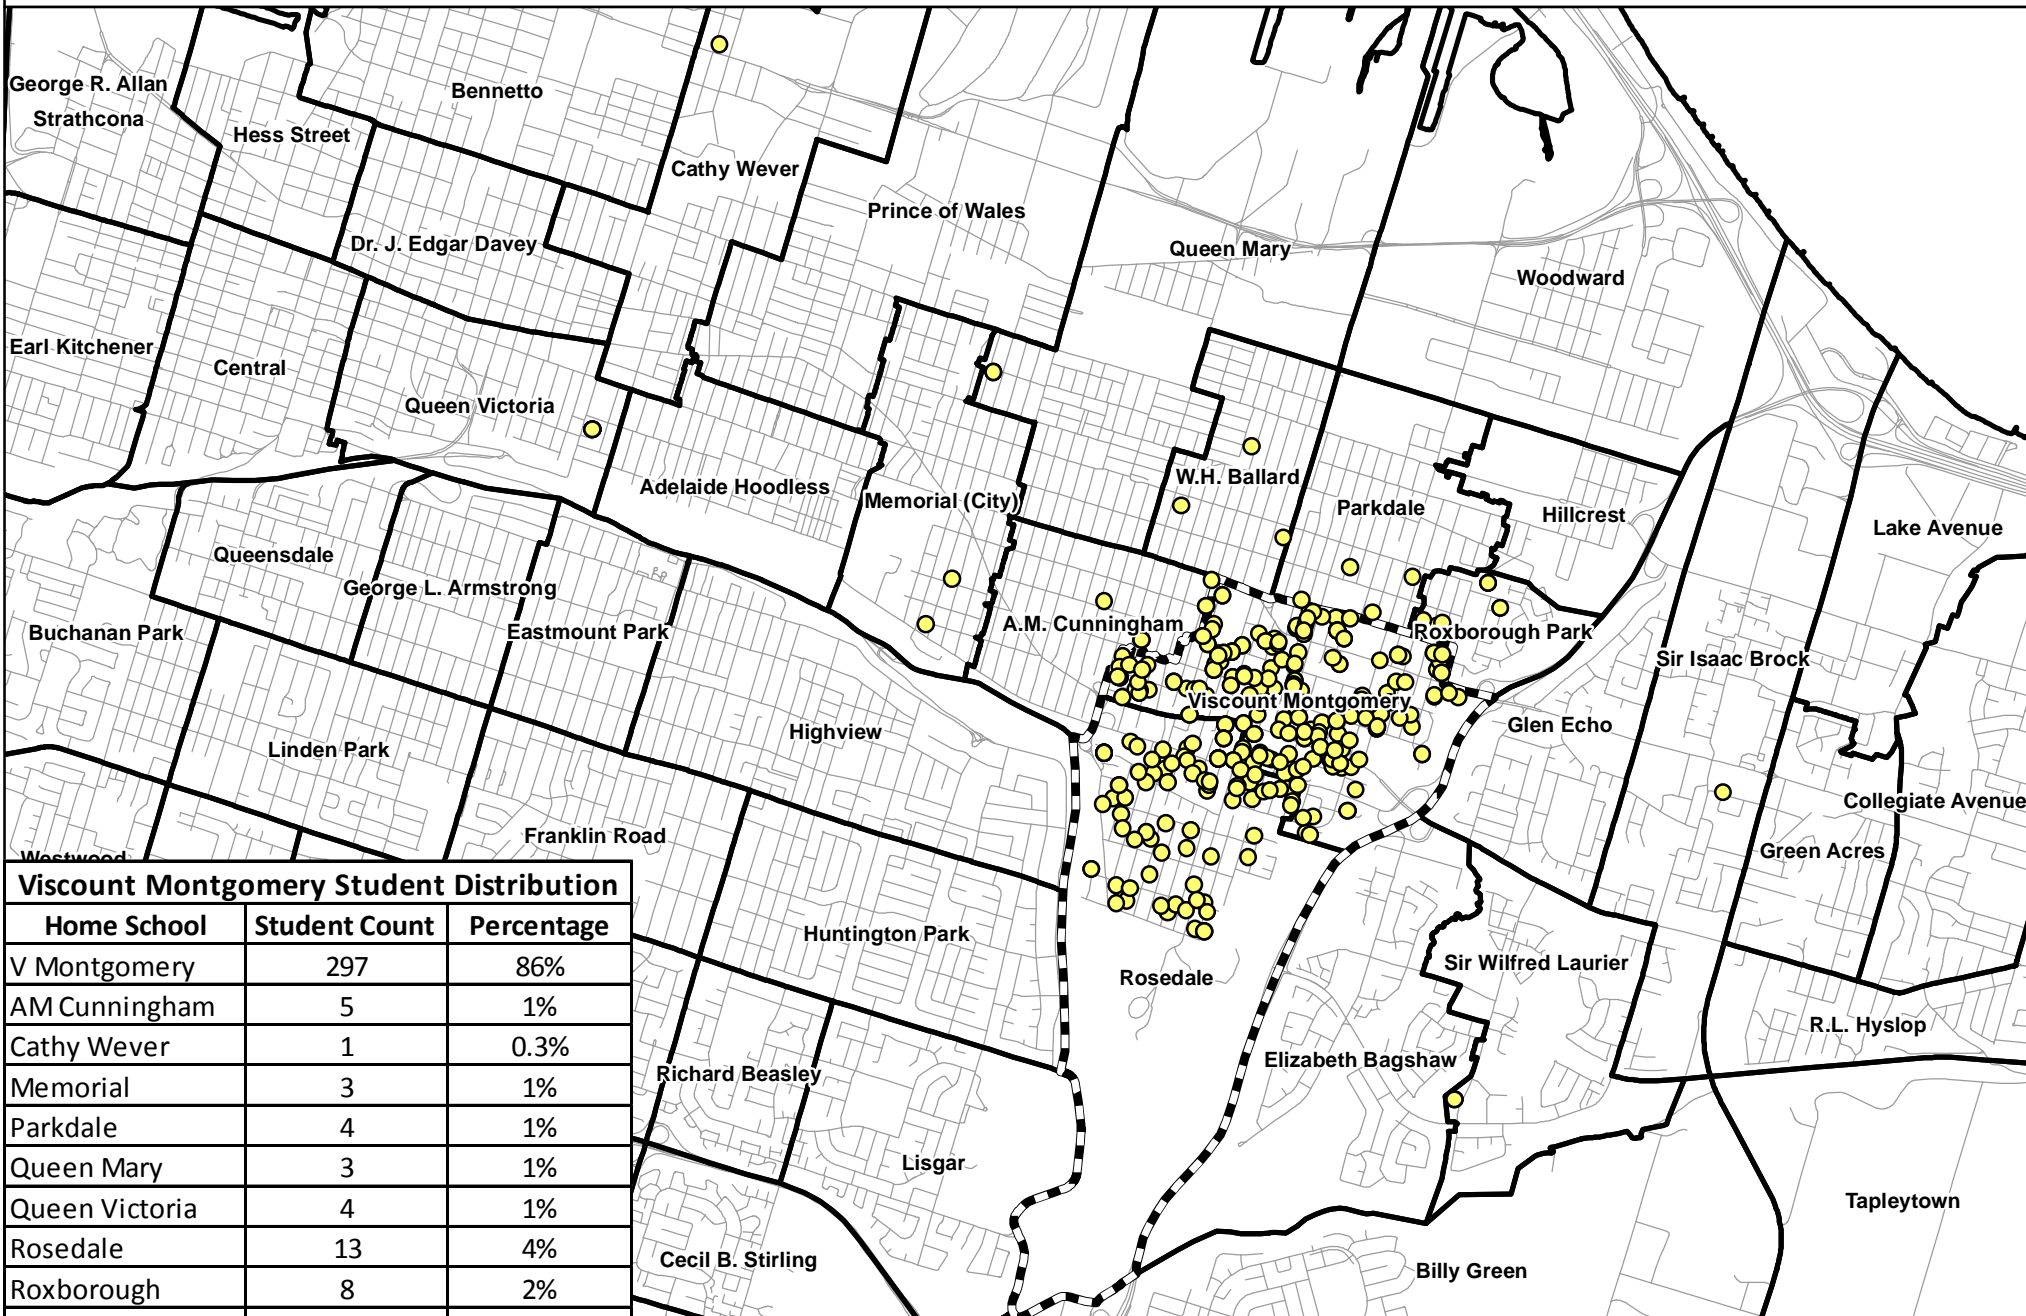 George R. Allan
Strathcona
Hess Street
Bennetto
Cathy Wever
Prince of Wales
Queen Mary
Woodward
Dr. J. Edgar Davey
Earl Kitchener
Central
Queen Victoria
Adelaide Hoodless
Memorial (City)
W.H. Ballard
Parkdale
Hillcrest
Lake Avenue
Queensdale
George L. Armstrong
Eastmount Park
Buchanan Park
A.M. Cunningham
Roxborough Park
Sir Isaac Brock
Viscount Montgomery
Glen Echo
Highview
Linden Park
Collegiate Avenue
Green Acres
Franklin Road
Westwood
Huntington Park
Rosedale
Sir Wilfred Laurier
R.L. Hyslop
Elizabeth Bagshaw
Richard Beasley
Lisgar
Tapleytown
Cecil B. Stirling
Billy Green
Viscount Montgomery Student Distribution
Home School Student Count Percentage
V Montgomery 297 86%
AM Cunningham 5 1%
Cathy Wever 1 0.3%
Memorial 3 1%
Parkdale 4 1%
Queen Mary 3 1%
Queen Victoria 4 1%
Rosedale 13 4%
Roxborough 8 2%